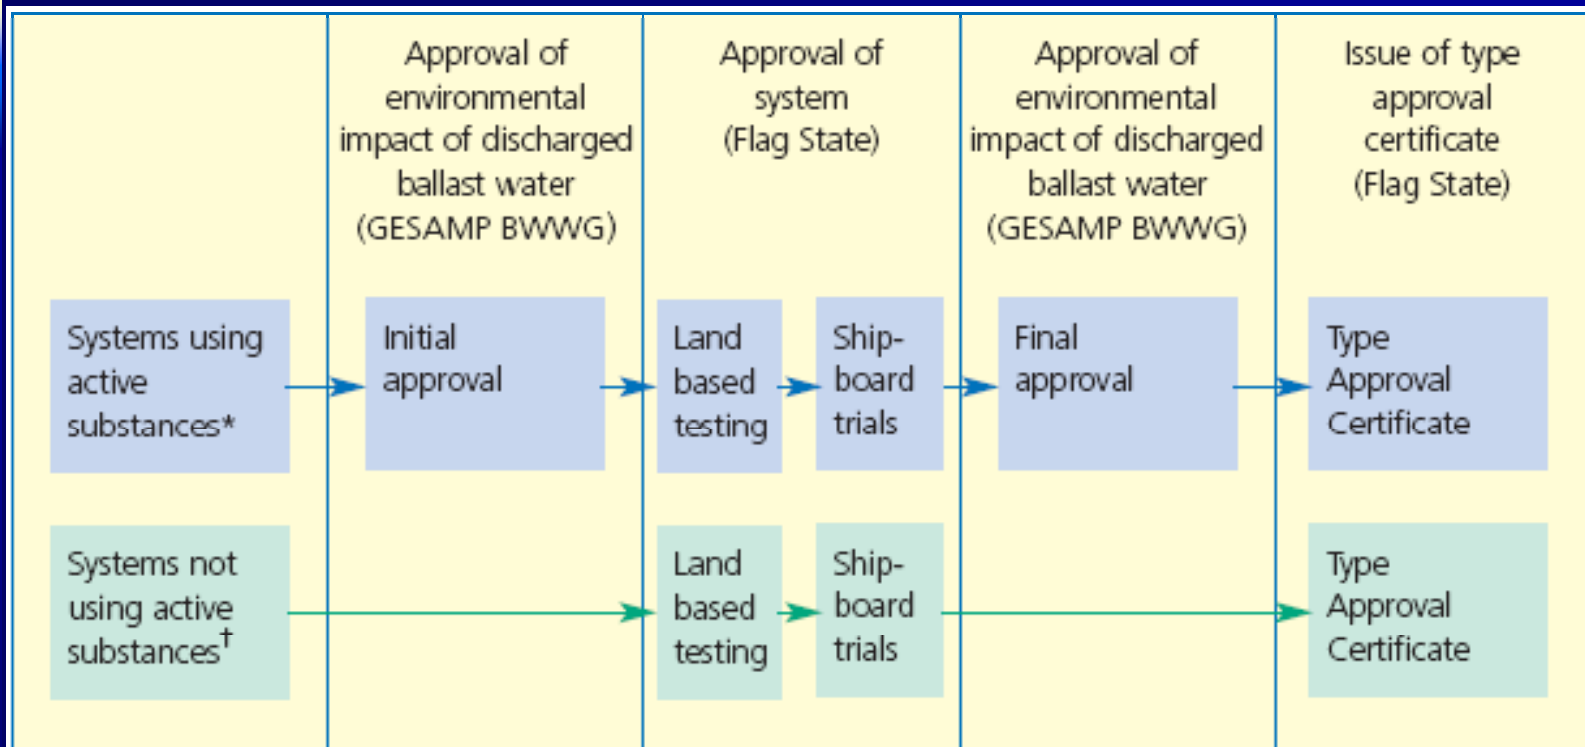 Approval of
environmental
impact of discharged
ballast water
(GESAMP BWWG)
Approval of
system
(Flag State)
Approval of
environmental
impact of discharged
ballast water
(GESAMP BWWG)
Issue of type
approval
certificate
(Flag State)
Systems using
active
substances*
Initial
approval
Land
based
testing
Ship-
board
trials
Final
approval
Type
Approval
Certificate
Systems not
using active
substances†
Land
based
testing
Ship-
board
trials
Type
Approval
Certificate